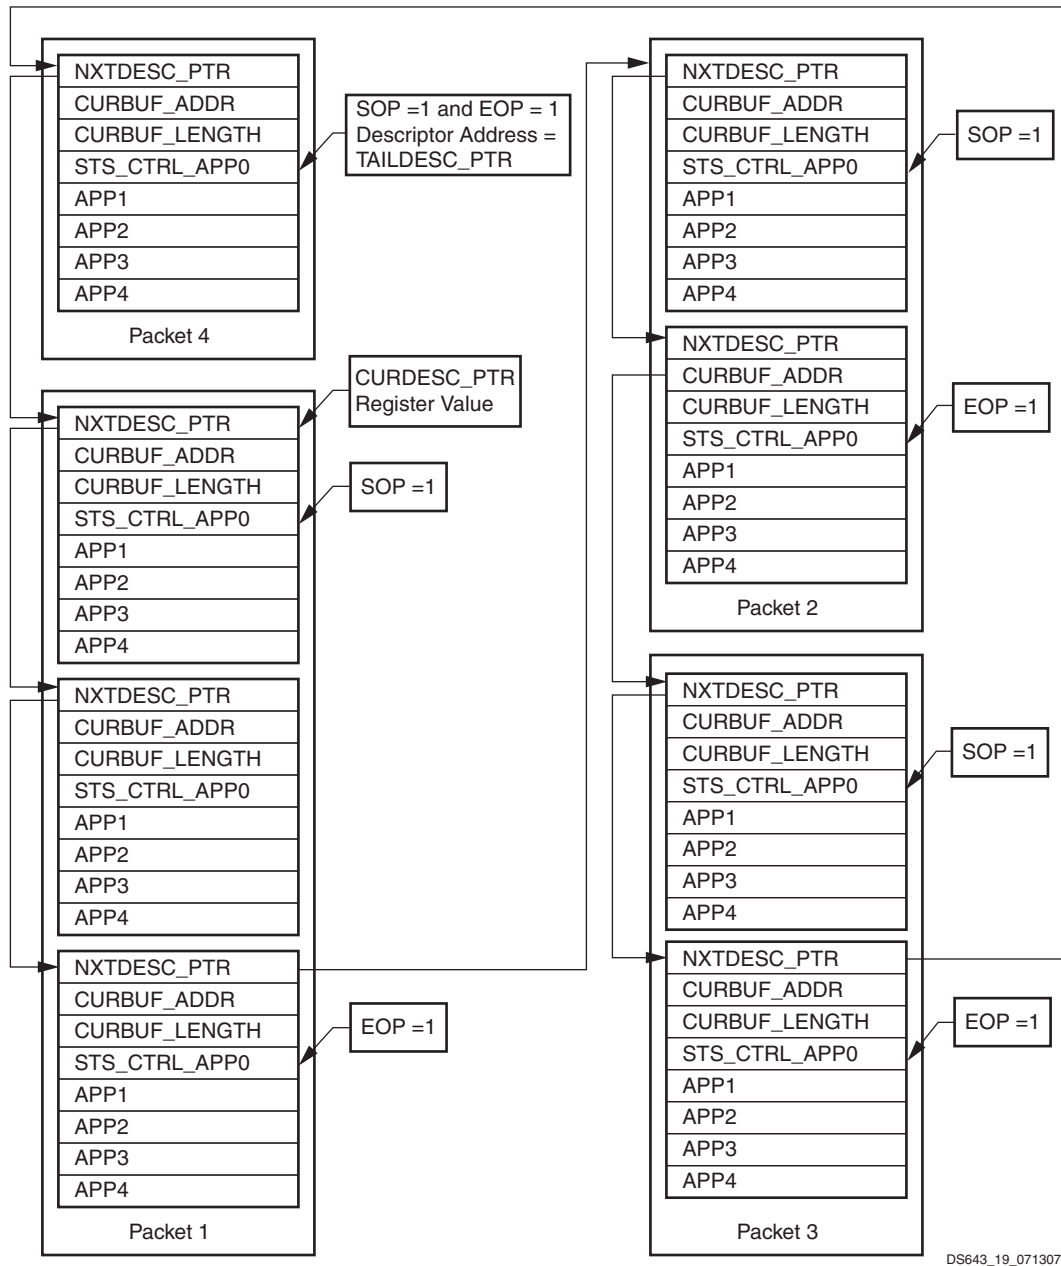 NXTDESC_PTR
CURBUF_ADDR
CURBUF_LENGTH
STS_CTRL_APP0
APP1
APP2
APP3
APP4
Packet 4
SOP =1 and EOP = 1
Descriptor Address =
TAILDESC_PTR
CURDESC_PTR
Register Value
NXTDESC_PTR
CURBUF_ADDR
CURBUF_LENGTH
STS_CTRL_APP0
APP1
APP2
APP3
APP4
SOP =1
NXTDESC_PTR
CURBUF_ADDR
CURBUF_LENGTH
STS_CTRL_APP0
APP1
APP2
APP3
APP4
NXTDESC_PTR
CURBUF_ADDR
CURBUF_LENGTH
STS_CTRL_APP0
APP1
APP2
APP3
APP4
EOP =1
Packet 1
NXTDESC_PTR
CURBUF_ADDR
CURBUF_LENGTH
STS_CTRL_APP0
APP1
APP2
APP3
APP4
SOP =1
NXTDESC_PTR
CURBUF_ADDR
CURBUF_LENGTH
STS_CTRL_APP0
APP1
APP2
APP3
APP4
EOP =1
Packet 2
NXTDESC_PTR
CURBUF_ADDR
CURBUF_LENGTH
STS_CTRL_APP0
APP1
APP2
APP3
APP4
SOP =1
NXTDESC_PTR
CURBUF_ADDR
CURBUF_LENGTH
STS_CTRL_APP0
APP1
APP2
APP3
APP4
EOP =1
Packet 3
DS643_19_071307